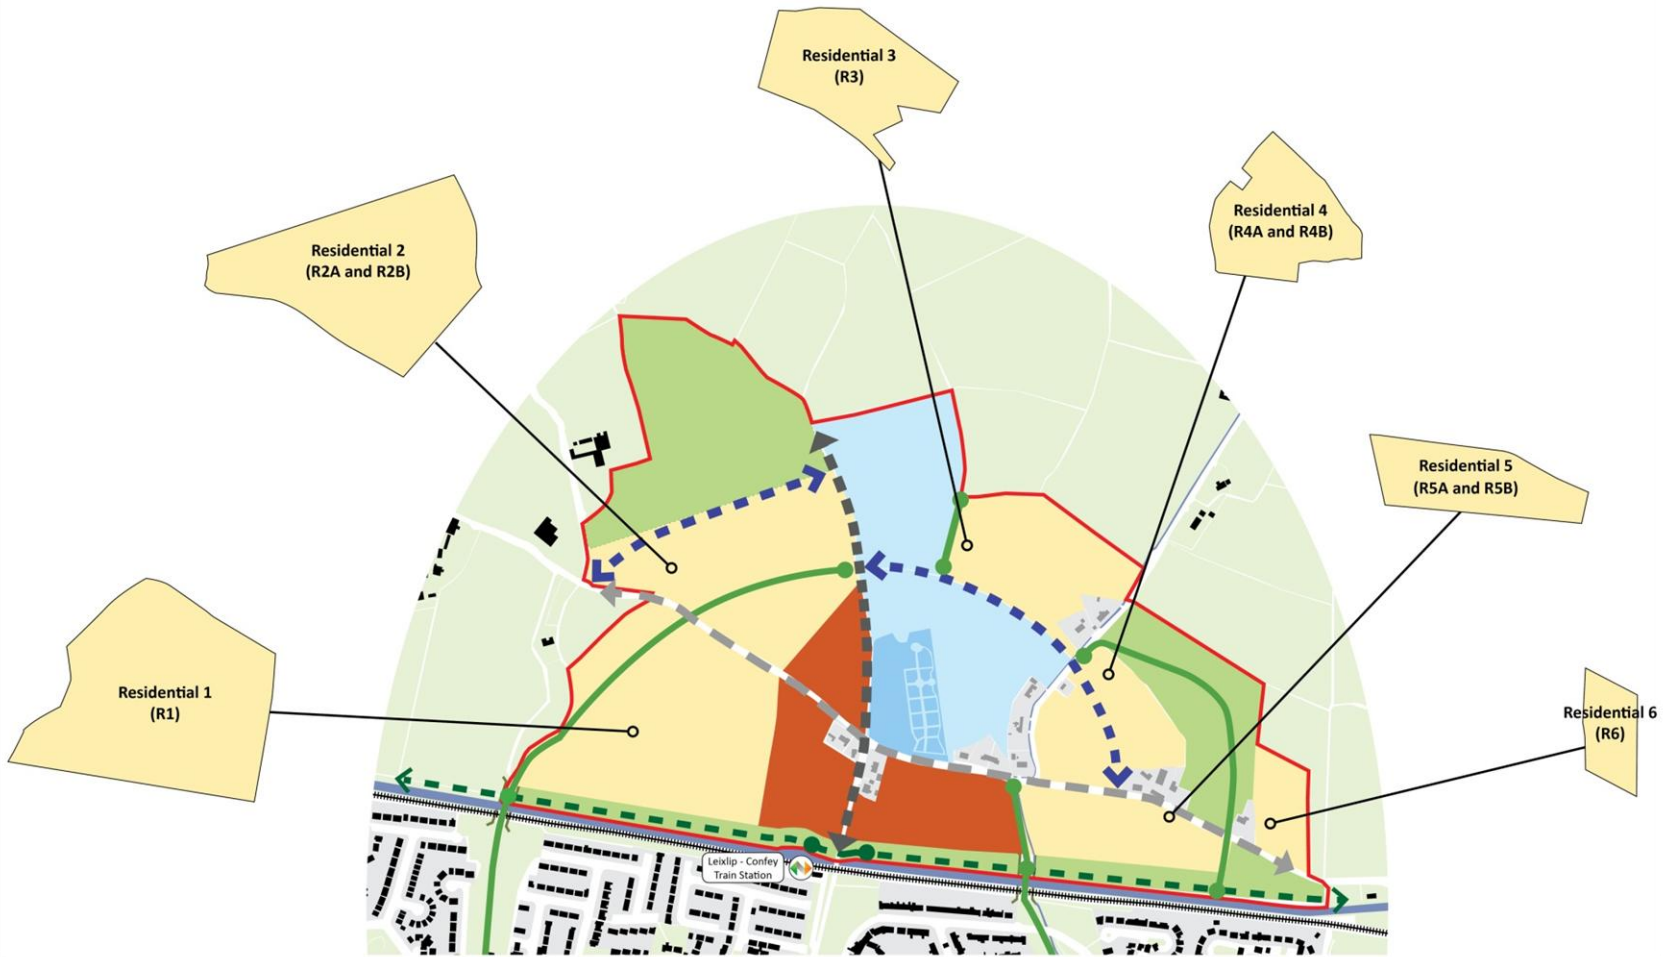 Residential 3
(R3)
Residential 4
(R4A and R4B)
Residential 2
(R2A and R2B)
Residential 5
(R5A and R5B)
Residential 1
(R1)
Residential 6
(R6)
Leixlip - Confey
Train Station